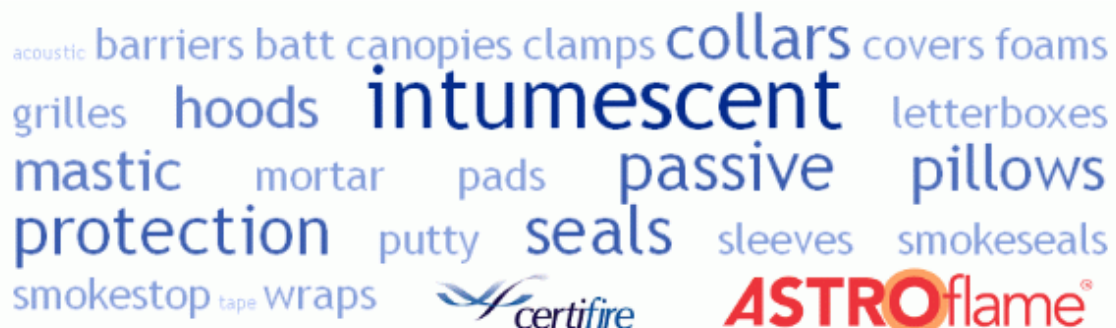 acoustic barriers batt canopies clamps collars covers foams
grilles hoods intumescent letterboxes
mastic mortar pads passive pillows
protection putty seals sleeves smokeseals
smokestop tape wraps certifire ASTROflame®